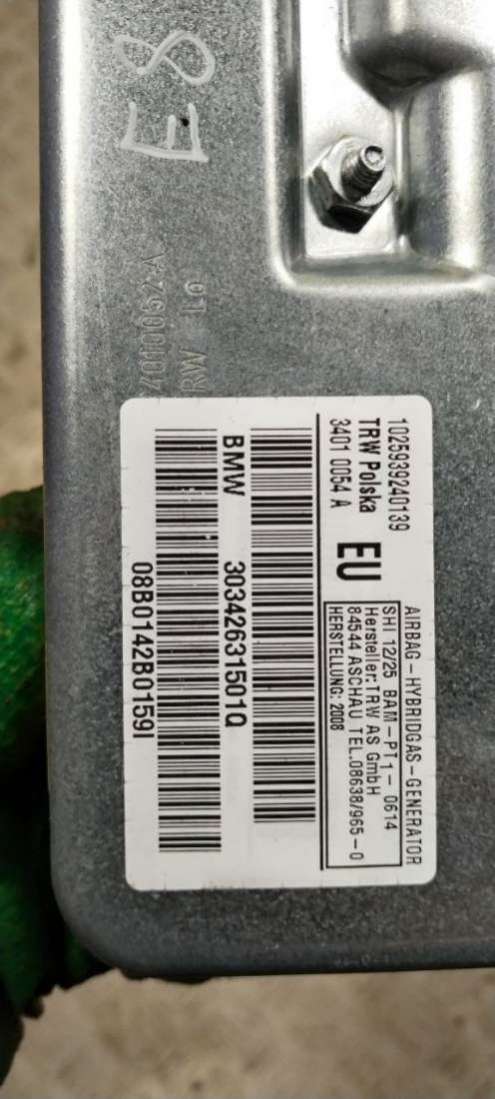 E8
1025939240139
TRW Polska
3401 0054 A
EU
AIRBAG-HYBRIDGAS-GENERATOR
SHI 12/25 BAM-PT1-0614
Hersteller: TRW AS GmbH
84544 ASCHAU TEL.08638/965-0
HERSTELLUNG: 2008
BMW 30342631501Q
08B0142B0159I